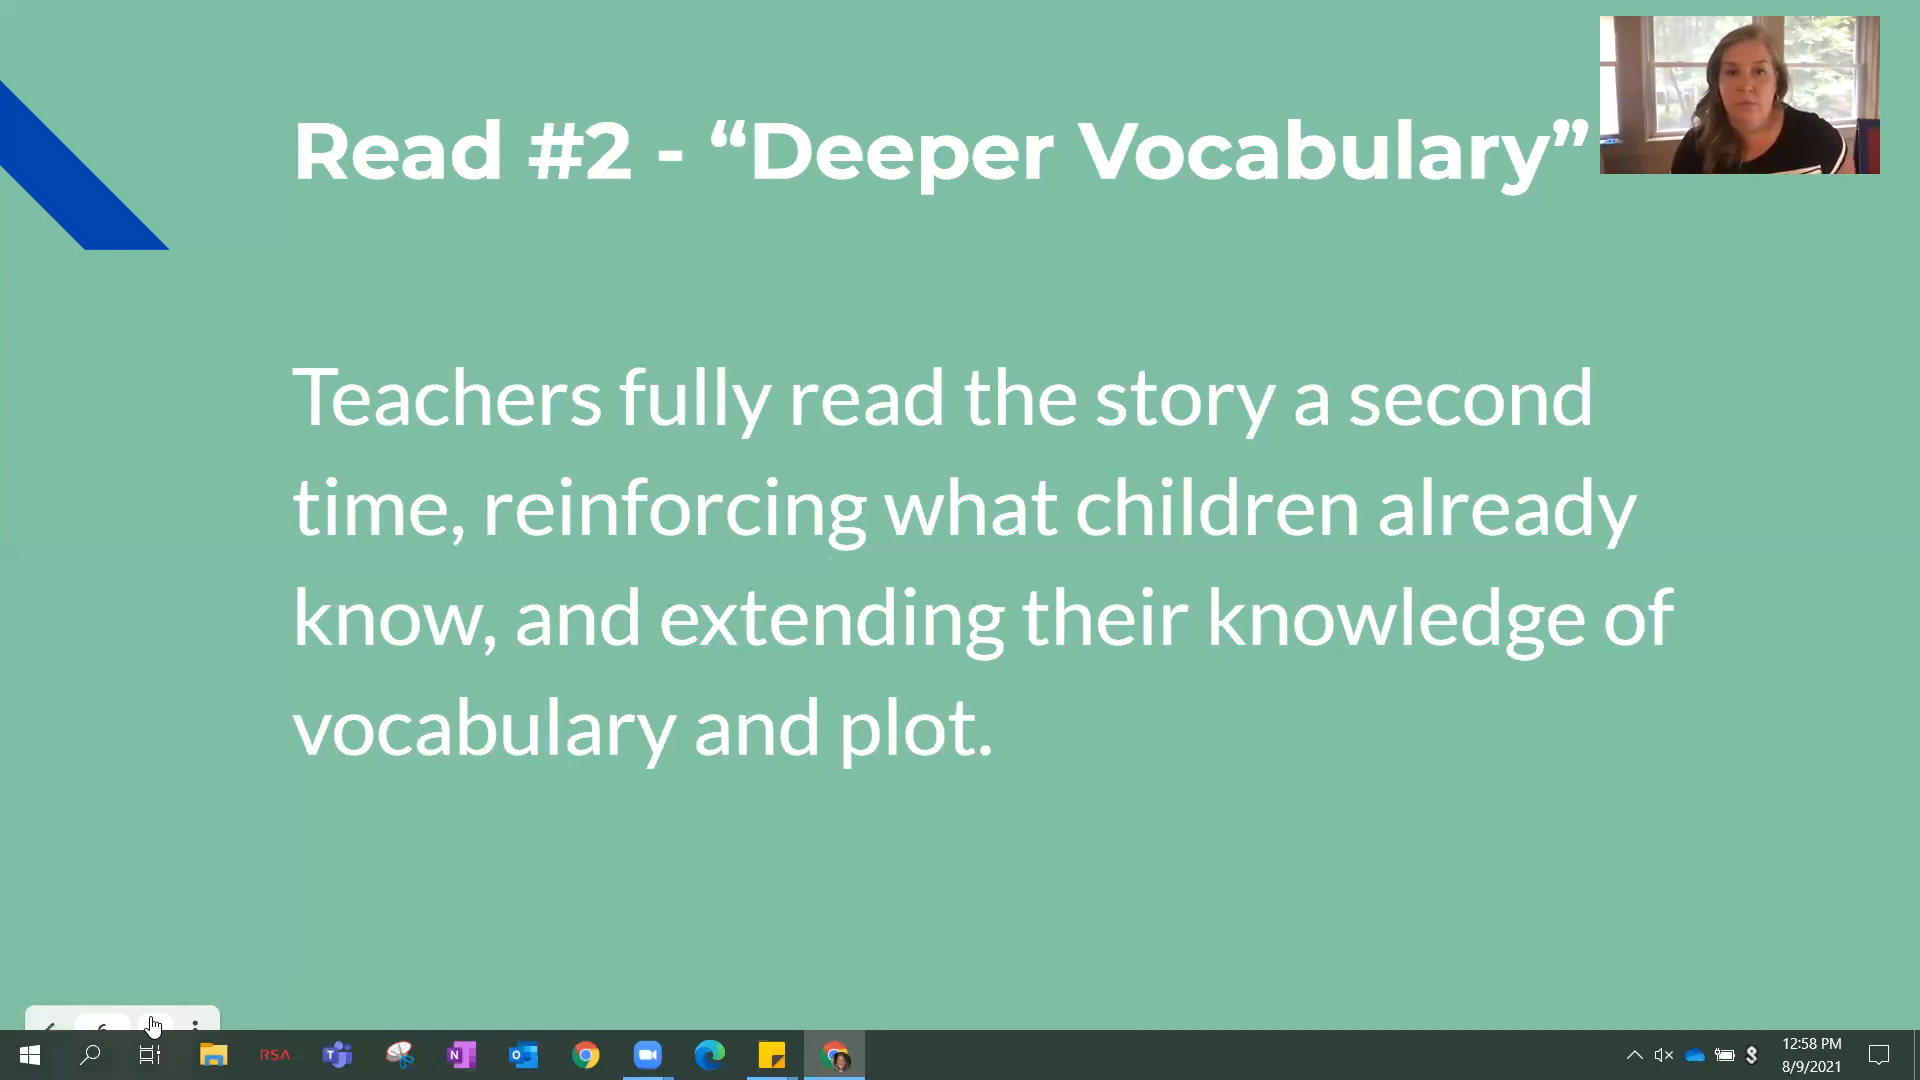 Read #2 - “Deeper Vocabulary”
Teachers fully read the story a second
time, reinforcing what children already
know, and extending their knowledge of
vocabulary and plot.
RSA
12:58 PM
8/9/2021